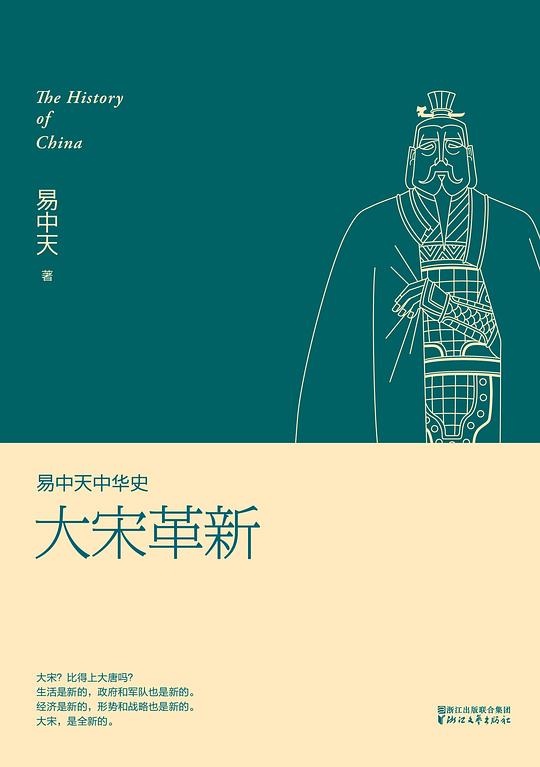 The History
of
China
易中天
著
易中天中华史
大宋革新
大宋？比得上大唐吗？
生活是新的，政府和军队也是新的。
经济是新的，形势和战略也是新的。
大宋，是全新的。
浙江出版联合集团
浙江文艺出版社